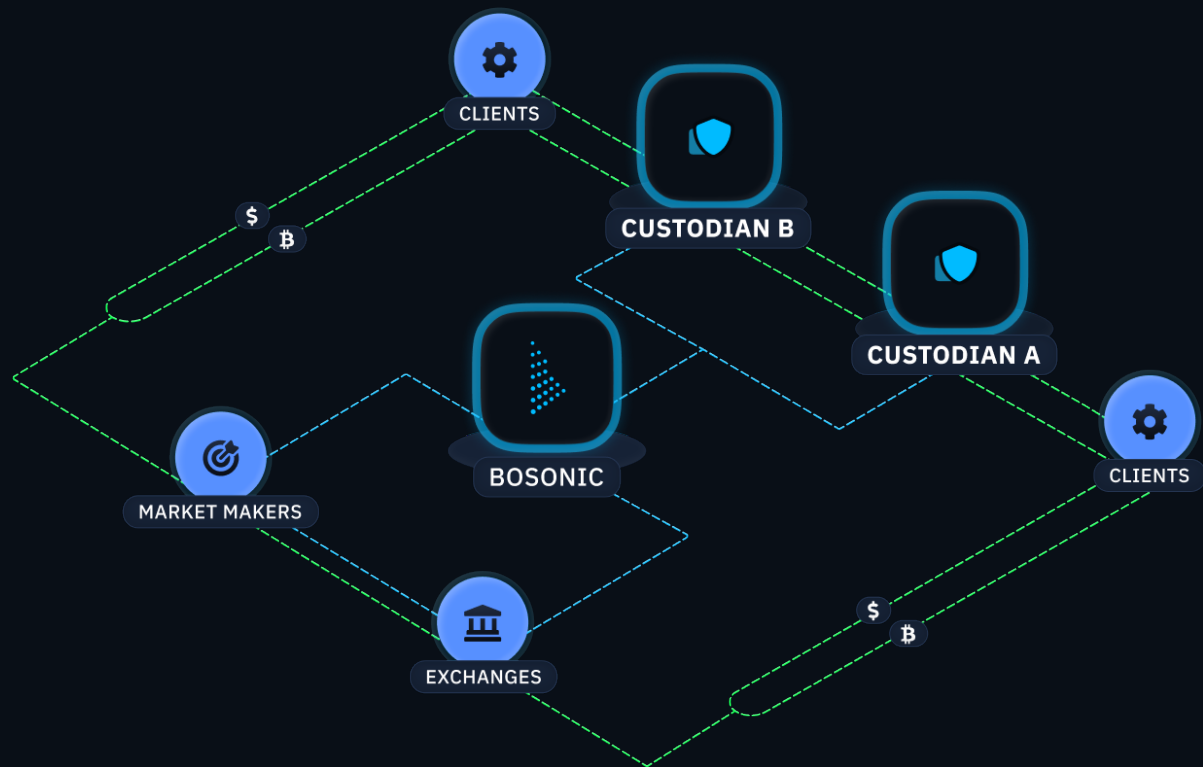 CLIENTS
CUSTODIAN B
$
₿
CUSTODIAN A
BOSONIC
CLIENTS
MARKET MAKERS
$
₿
EXCHANGES